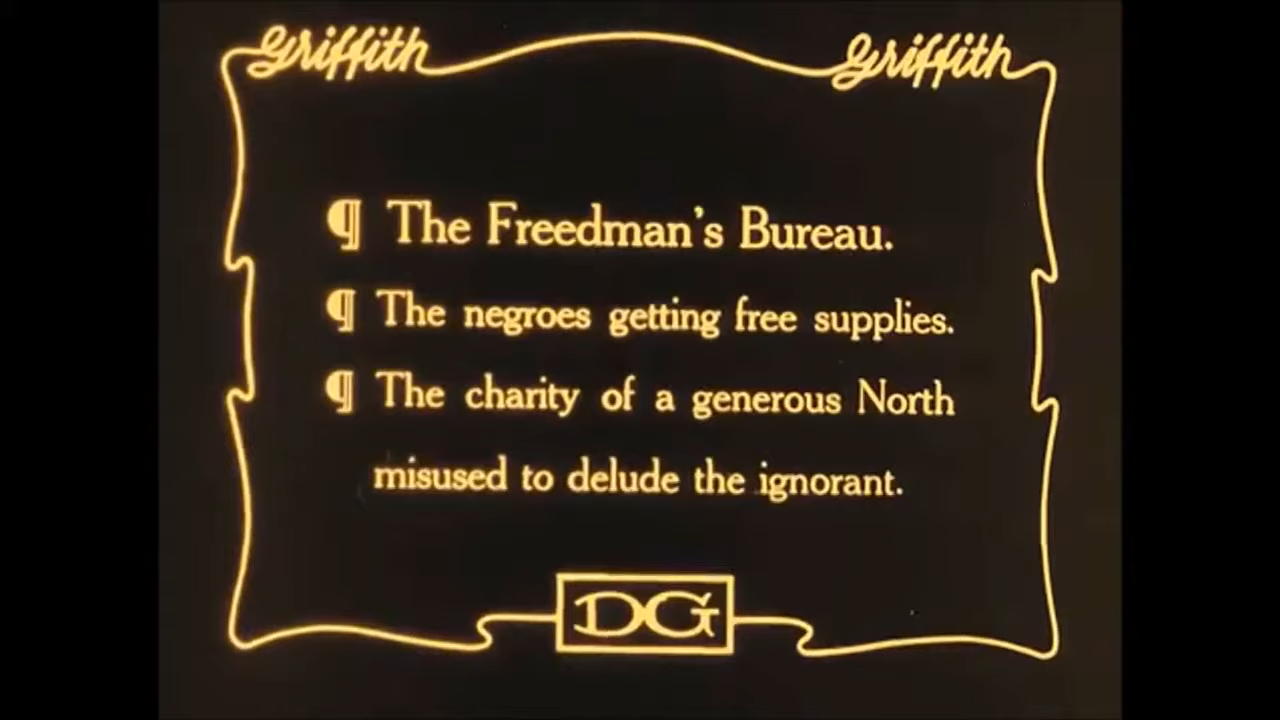 Griffith Griffith
¶ The Freedman's Bureau.
¶ The negroes getting free supplies.
¶ The charity of a generous North
misused to delude the ignorant.
DG